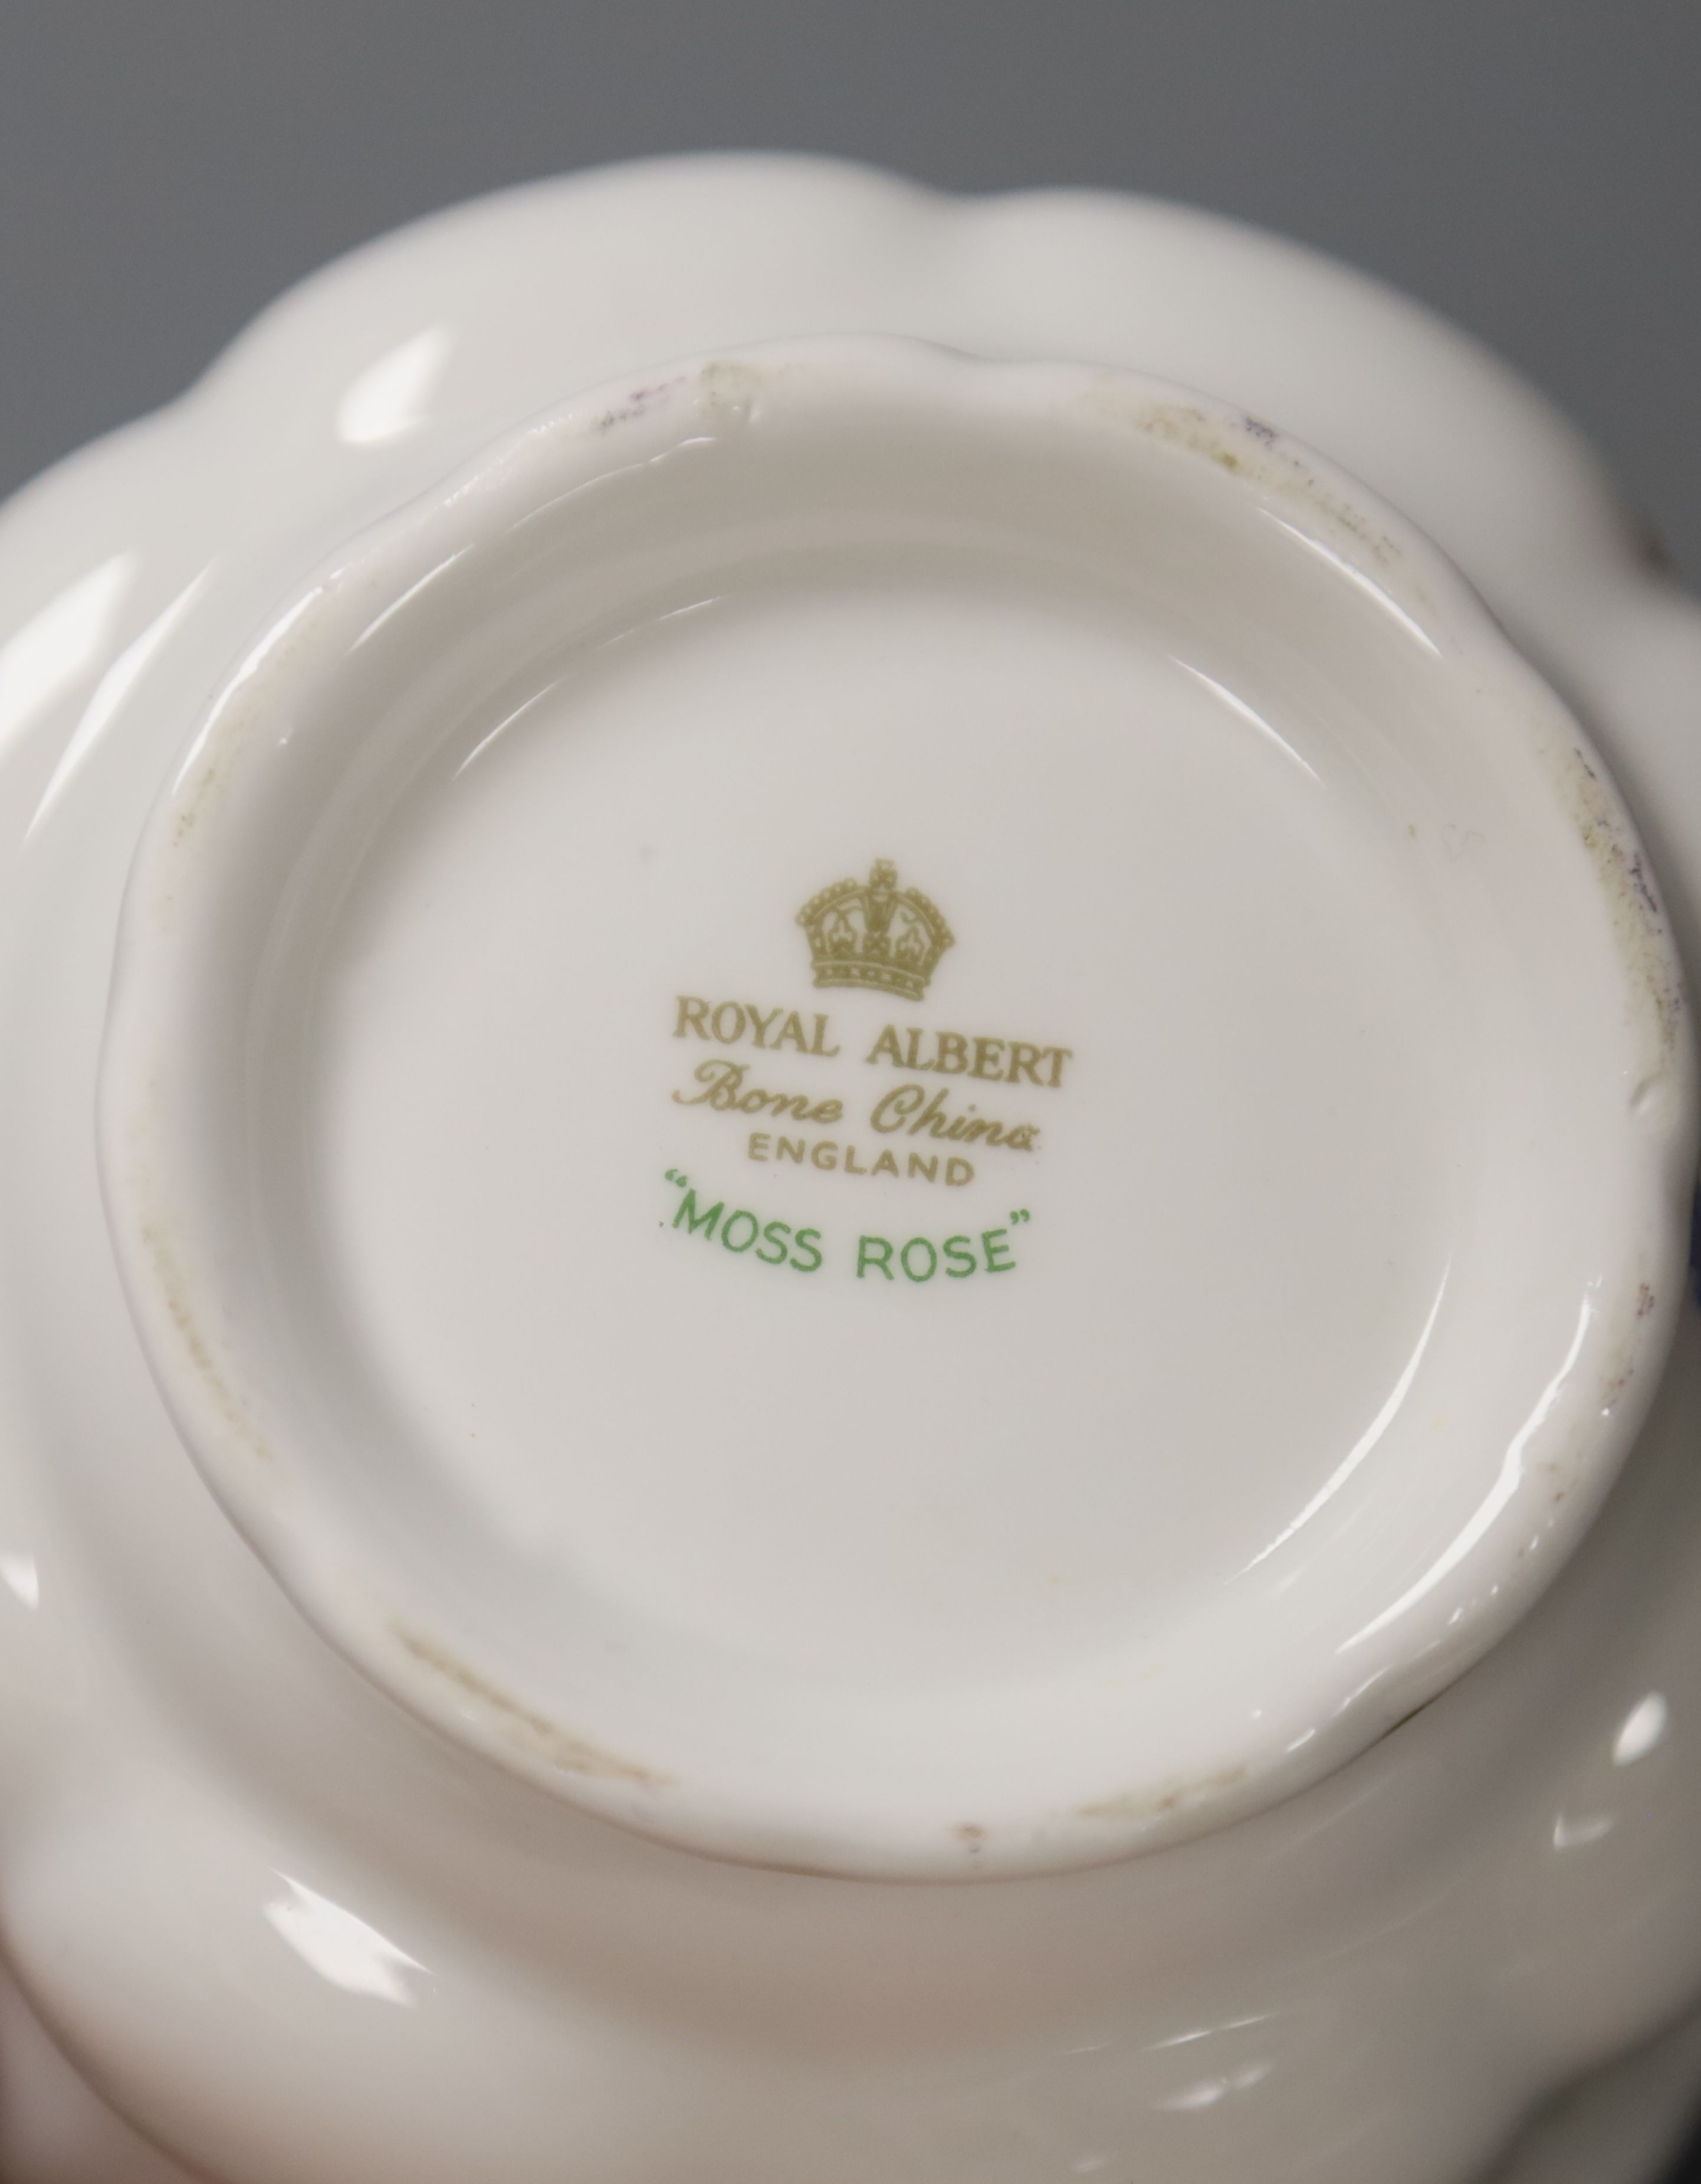 ROYAL ALBERT
Bone China
ENGLAND
“MOSS ROSE”